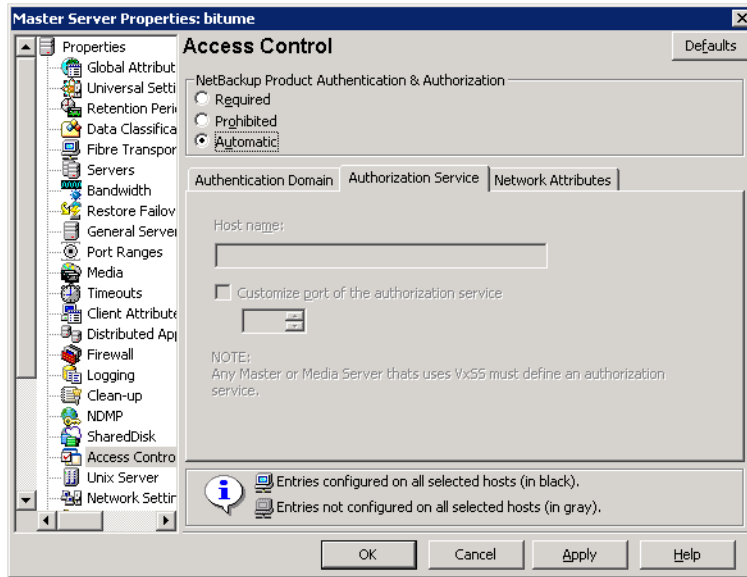 Master Server Properties: bitume
Properties
Global Attribut
Universal Setti
Retention Peri
Data Classifica
Fibre Transpor
Servers
Bandwidth
Restore Failov
General Server
Port Ranges
Media
Timeouts
Client Attribute
Distributed App
Firewall
Logging
Clean-up
NDMP
SharedDisk
Access Contro
Unix Server
Network Settin
Access Control
Defaults
NetBackup Product Authentication & Authorization
Required
Prohibited
Automatic
Authentication Domain
Authorization Service
Network Attributes
Host name:
Customize port of the authorization service
NOTE:
Any Master or Media Server thats uses VxSS must define an authorization
service.
Entries configured on all selected hosts (in black).
Entries not configured on all selected hosts (in gray).
OK
Cancel
Apply
Help